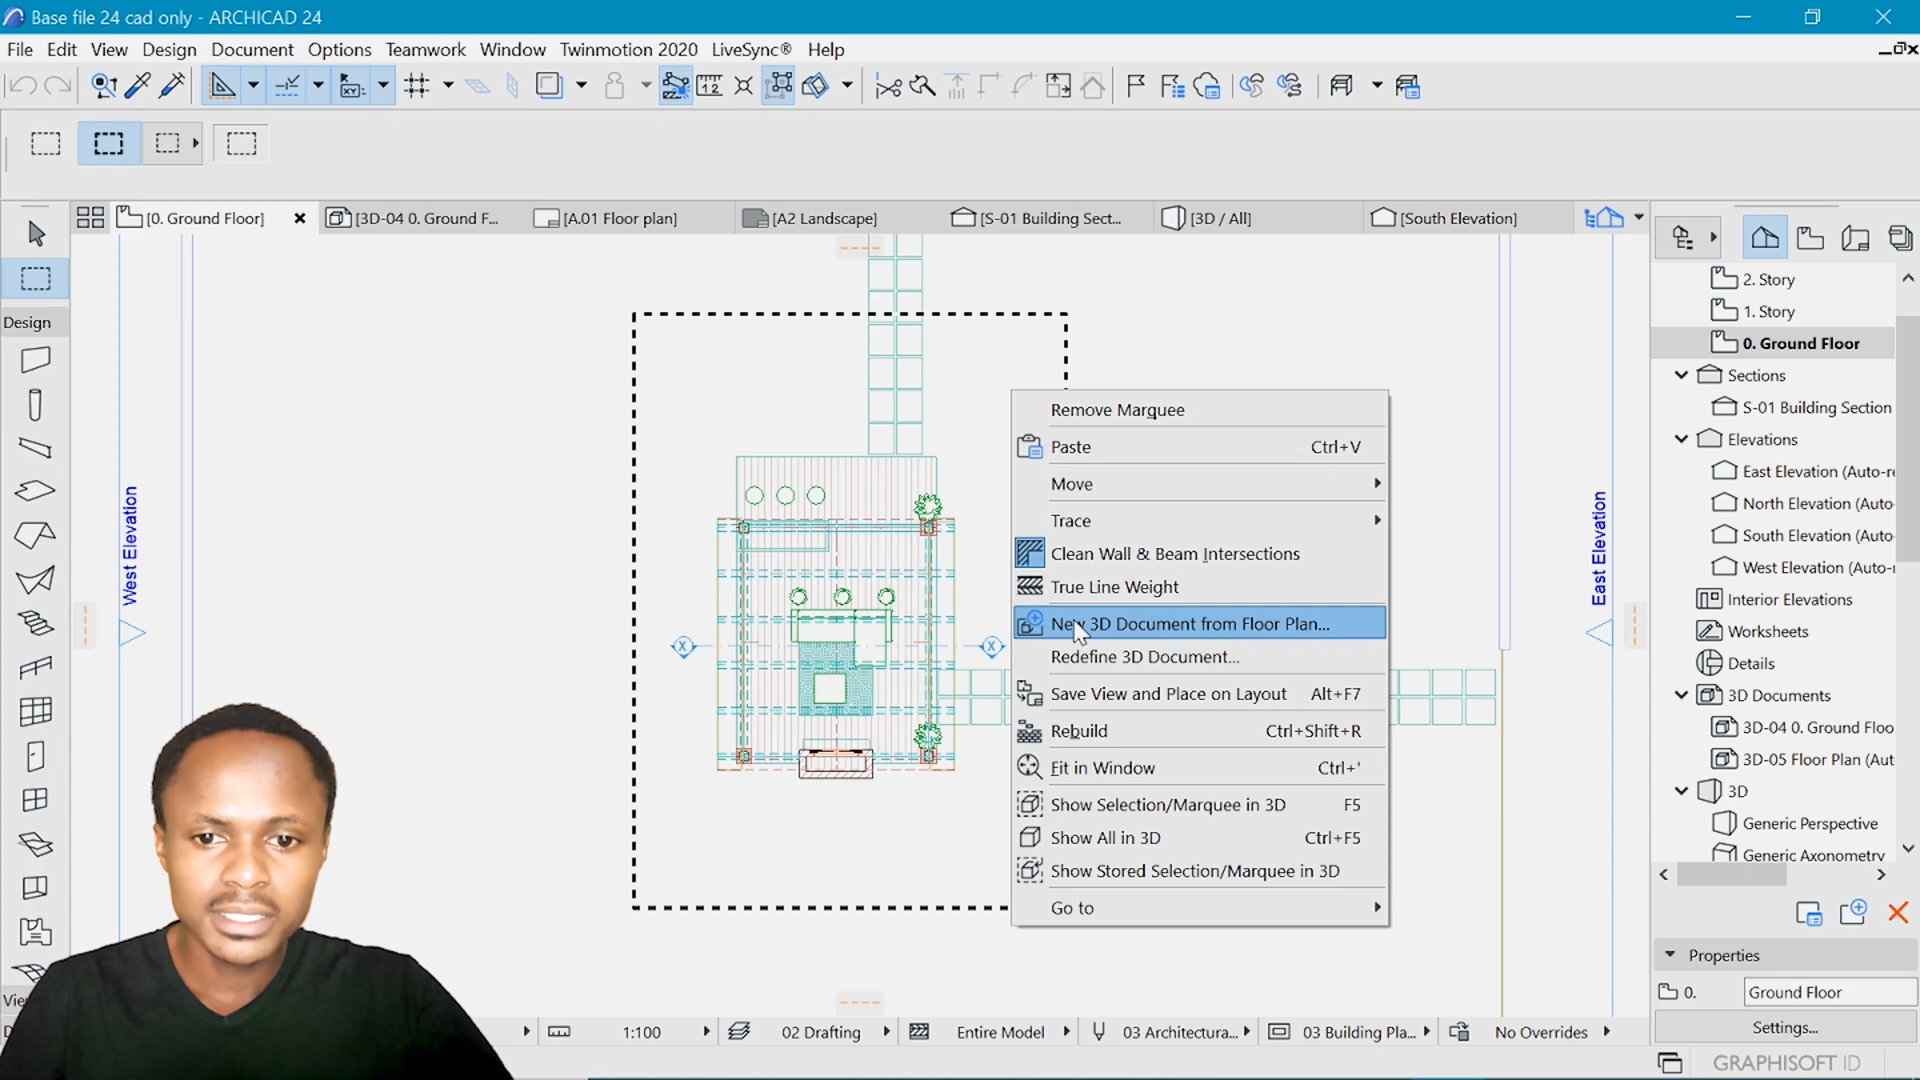 Base file 24 cad only - ARCHICAD 24
File Edit View Design Document Options Teamwork Window Twinmotion 2020 LiveSync® Help
[0. Ground Floor]
[3D-04 0. Ground F...
[A.01 Floor plan]
[A2 Landscape]
[S-01 Building Sect...
[3D / All]
[South Elevation]
Design
West Elevation
East Elevation
X
X
Remove Marquee
Paste Ctrl+V
Move
Trace
Clean Wall & Beam Intersections
True Line Weight
New 3D Document from Floor Plan...
Redefine 3D Document...
Save View and Place on Layout Alt+F7
Rebuild Ctrl+Shift+R
Fit in Window Ctrl+'
Show Selection/Marquee in 3D F5
Show All in 3D Ctrl+F5
Show Stored Selection/Marquee in 3D
Go to
2. Story
1. Story
0. Ground Floor
Sections
S-01 Building Section
Elevations
East Elevation (Auto-re
North Elevation (Auto-
South Elevation (Auto-
West Elevation (Auto-r
Interior Elevations
Worksheets
Details
3D Documents
3D-04 0. Ground Floo
3D-05 Floor Plan (Aut
3D
Generic Perspective
Generic Axonometry
Properties
0. Ground Floor
Settings...
1:100
02 Drafting
Entire Model
03 Architectura...
03 Building Pla...
No Overrides
GRAPHISOFT ID